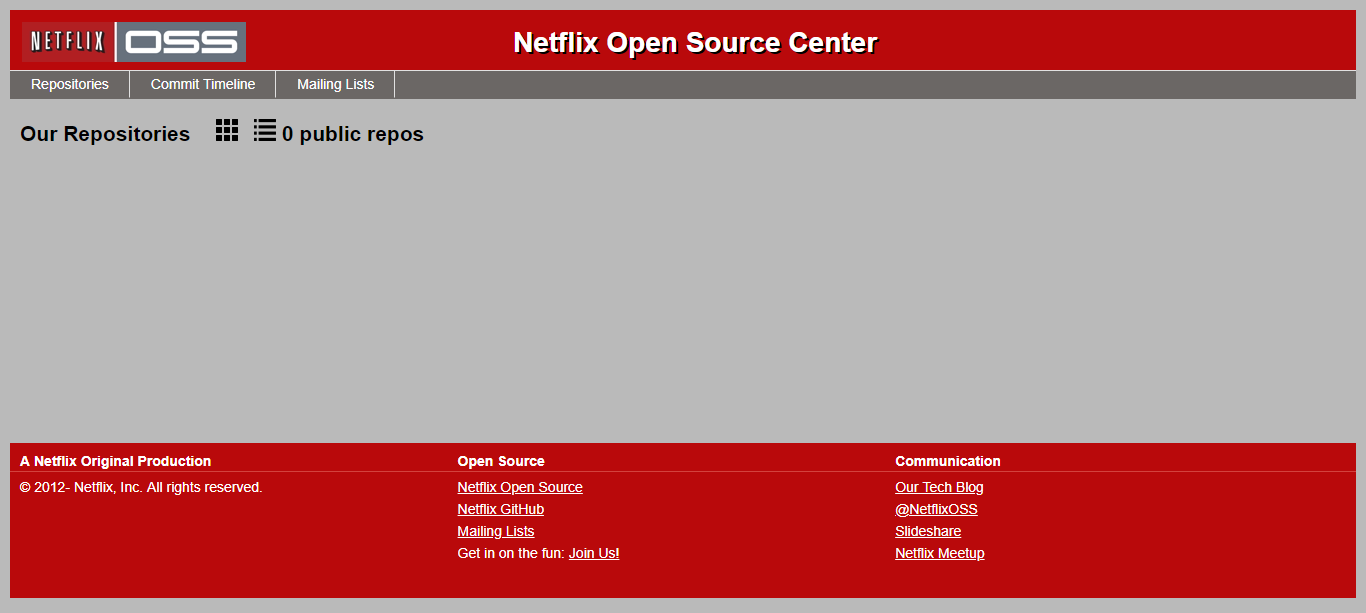 NETFLIX OSS
Netflix Open Source Center
Repositories Commit Timeline Mailing Lists
Our Repositories 0 public repos
A Netflix Original Production
© 2012- Netflix, Inc. All rights reserved.
Open Source
Netflix Open Source
Netflix GitHub
Mailing Lists
Get in on the fun: Join Us!
Communication
Our Tech Blog
@NetflixOSS
Slideshare
Netflix Meetup